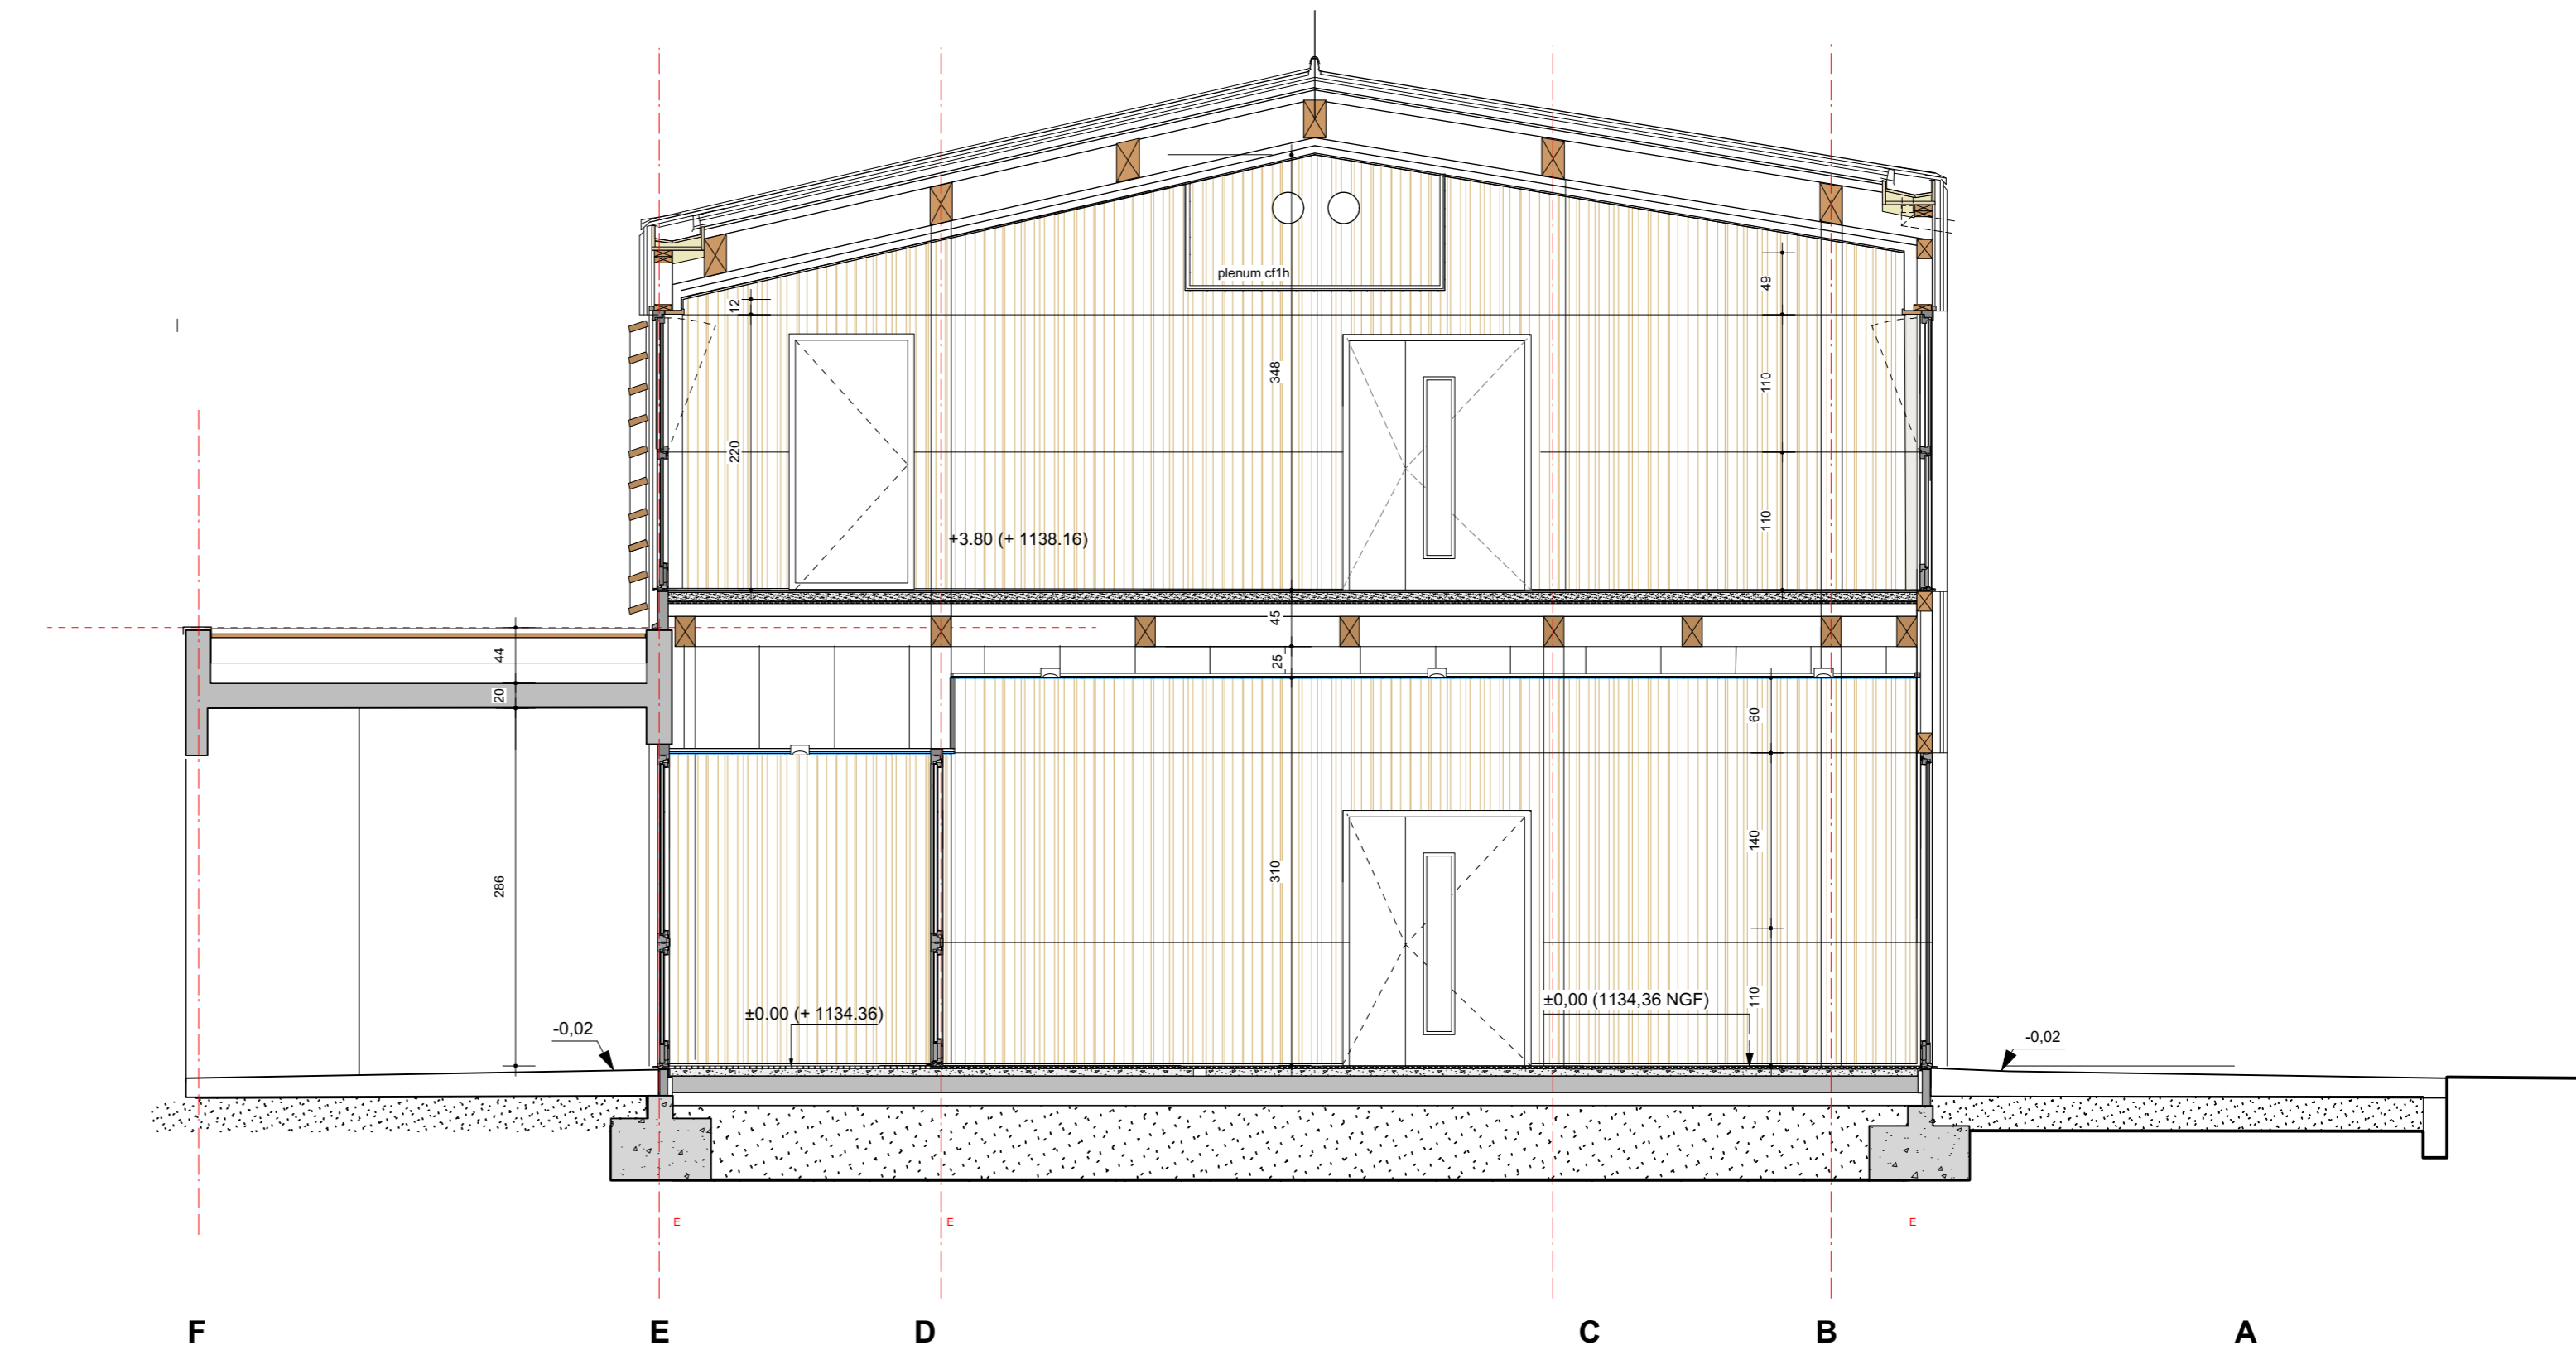 plenum cf1h
49
12
348
110
220
110
+3.80 (+ 1138.16)
45
44
25
20
60
140
310
286
110
±0,00 (1134,36 NGF)
±0.00 (+ 1134.36)
-0,02
-0,02
E
E
E
F
E
D
C
B
A